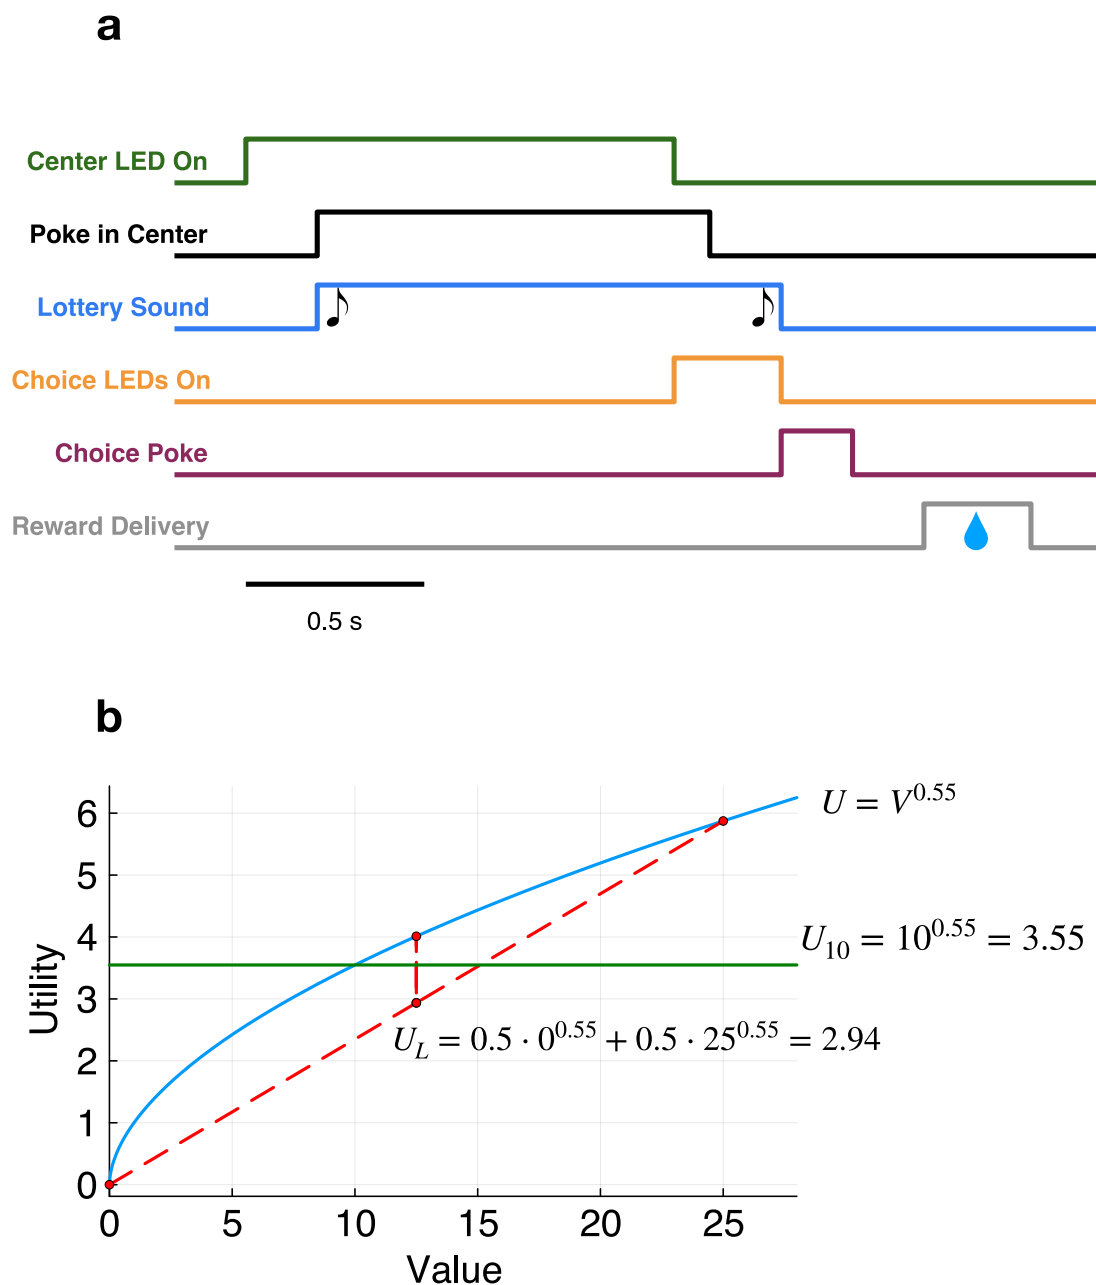 a
Center LED On
Poke in Center
Lottery Sound
Choice LEDs On
Choice Poke
Reward Delivery
0.5 s
b
Utility
6
5
4
3
2
1
0
U = V^0.55
U_10 = 10^0.55 = 3.55
U_L = 0.5 · 0^0.55 + 0.5 · 25^0.55 = 2.94
0 5 10 15 20 25
Value